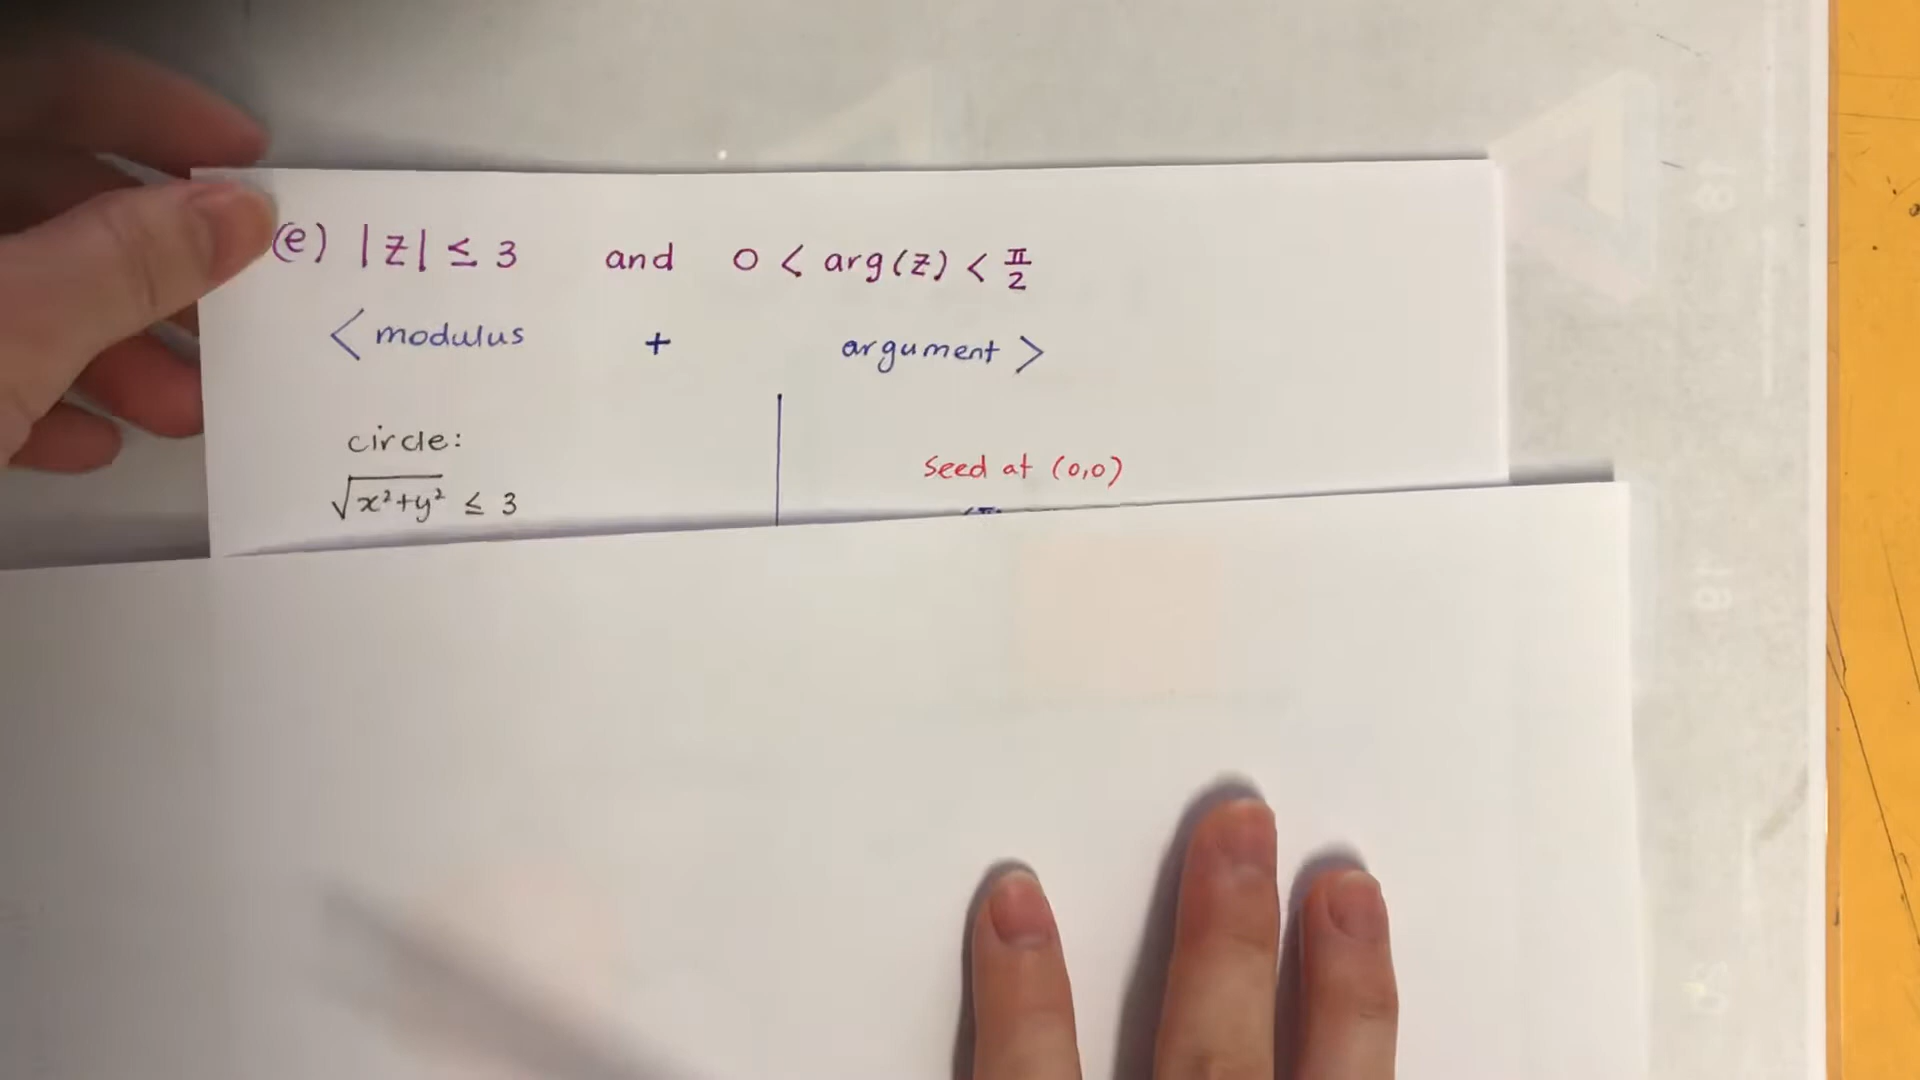 (e) |z| ≤ 3 and 0 < arg(z) < π/2
< modulus + argument >
circle:
√x²+y² ≤ 3
Seed at (0,0)